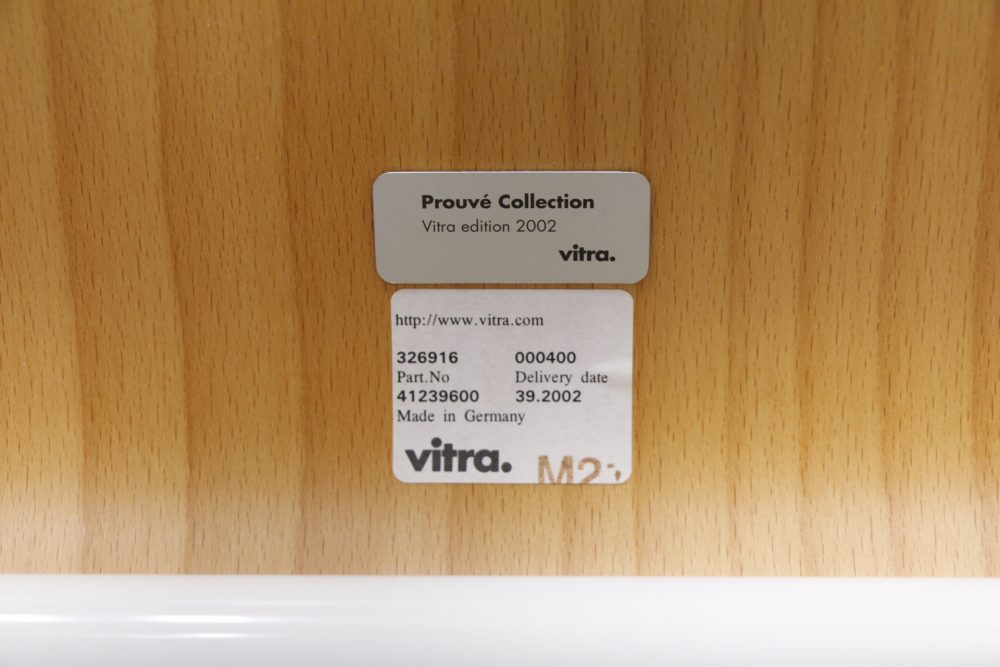 Prouvé Collection
Vitra edition 2002
vitra.
http://www.vitra.com
326916 000400
Part.No Delivery date
41239600 39.2002
Made in Germany
vitra.